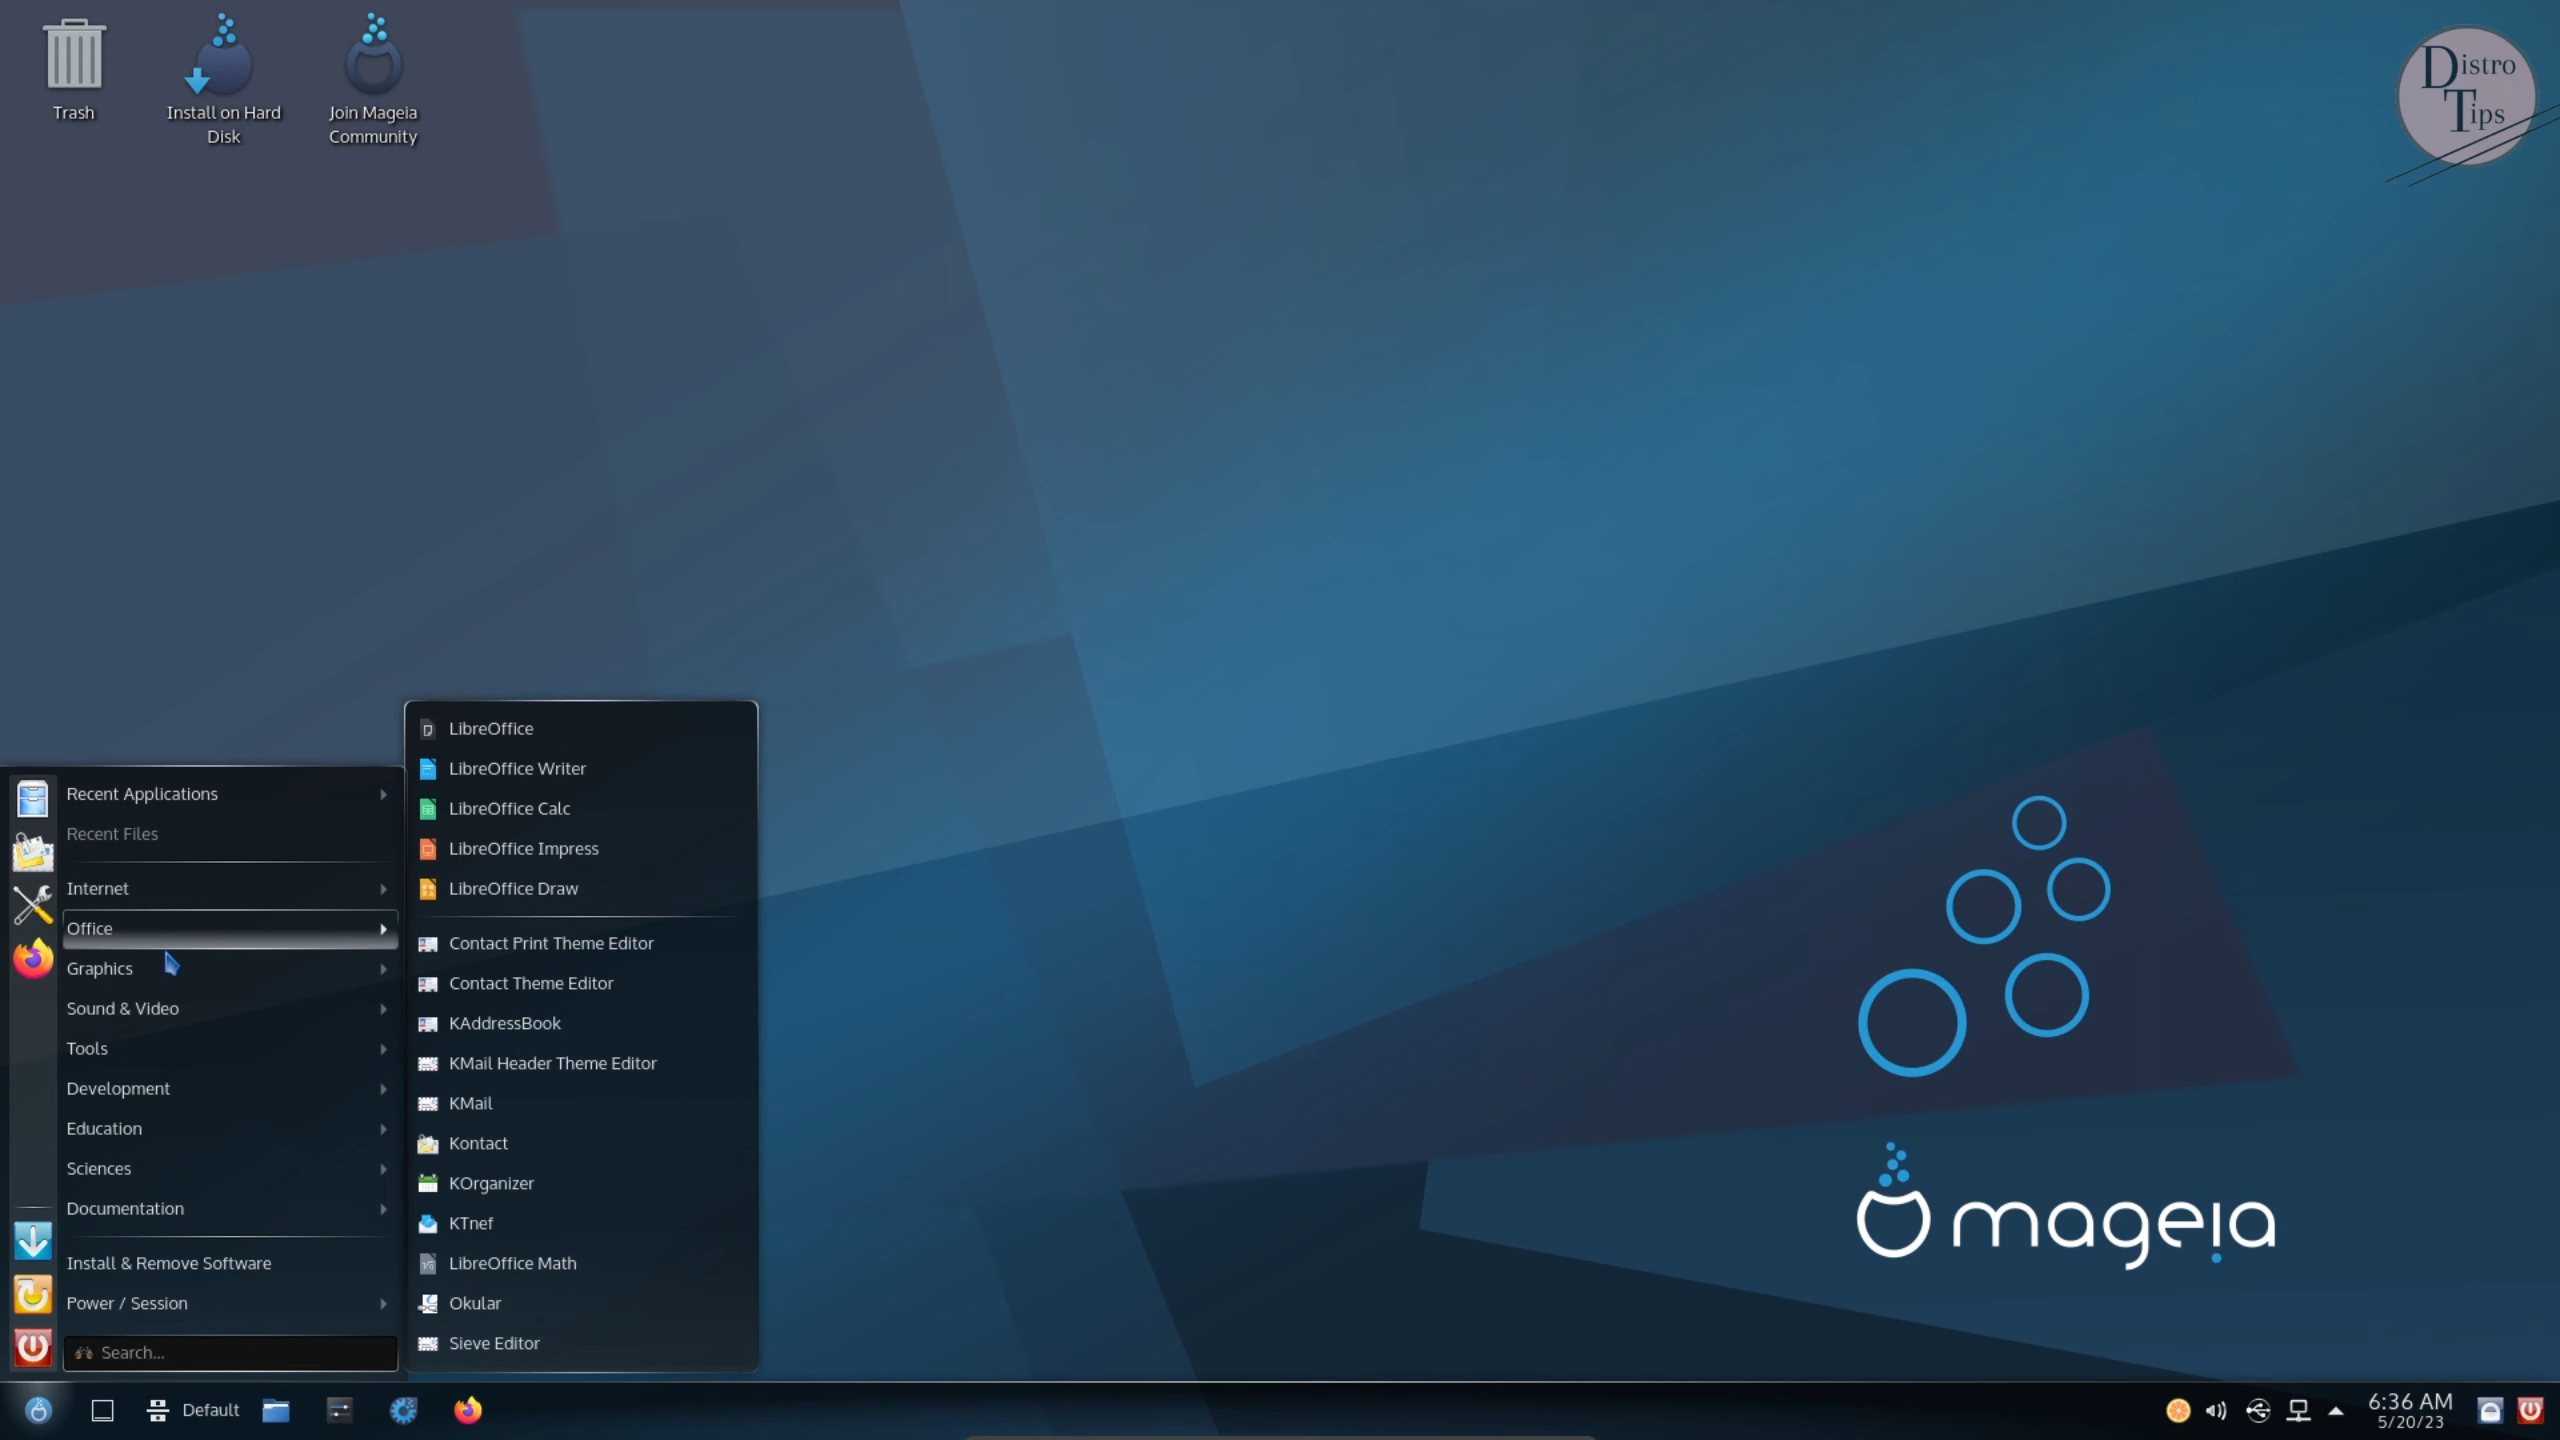 Trash
Install on Hard
Disk
Join Mageia
Community
Distro
Tips
LibreOffice
LibreOffice Writer
LibreOffice Calc
LibreOffice Impress
LibreOffice Draw
Contact Print Theme Editor
Contact Theme Editor
KAddressBook
KMail Header Theme Editor
KMail
Kontact
KOrganizer
KTnef
LibreOffice Math
Okular
Sieve Editor
Recent Applications
Recent Files
Internet
Office
Graphics
Sound & Video
Tools
Development
Education
Sciences
Documentation
Install & Remove Software
Power / Session
Search...
mageia
Default
6:36 AM
5/20/23